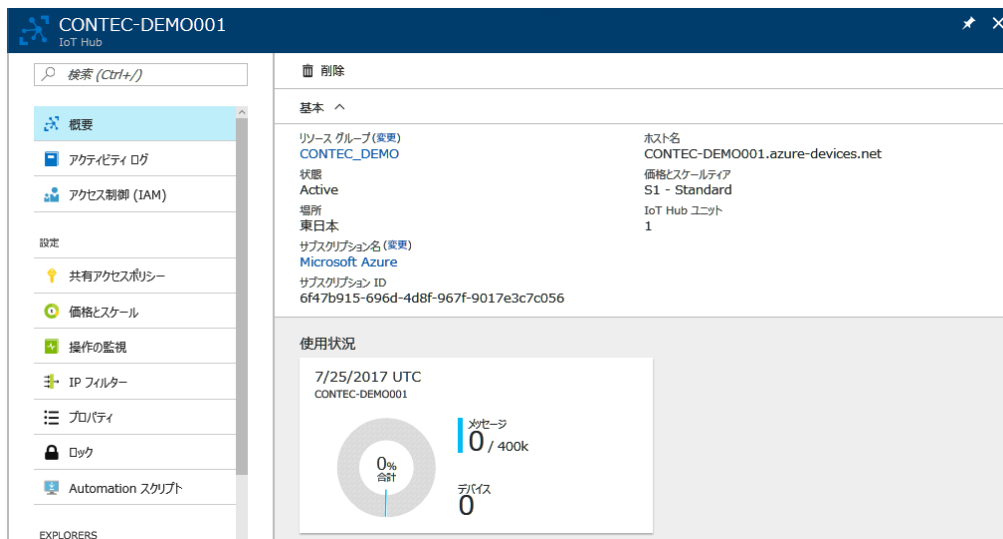 CONTEC-DEMO001
IoT Hub
検索 (Ctrl+/)
概要
アクティビティ ログ
アクセス制御 (IAM)
設定
共有アクセスポリシー
価格とスケール
操作の監視
IP フィルター
プロパティ
ロック
Automation スクリプト
EXPLORERS
削除
基本
リソース グループ (変更)
CONTEC_DEMO
状態
Active
場所
東日本
サブスクリプション名 (変更)
Microsoft Azure
サブスクリプション ID
6f47b915-696d-4d8f-967f-9017e3c7c056
ホスト名
CONTEC-DEMO001.azure-devices.net
価格とスケールティア
S1 - Standard
IoT Hub ユニット
1
使用状況
7/25/2017 UTC
CONTEC-DEMO001
0%
合計
メッセージ
0 / 400k
デバイス
0